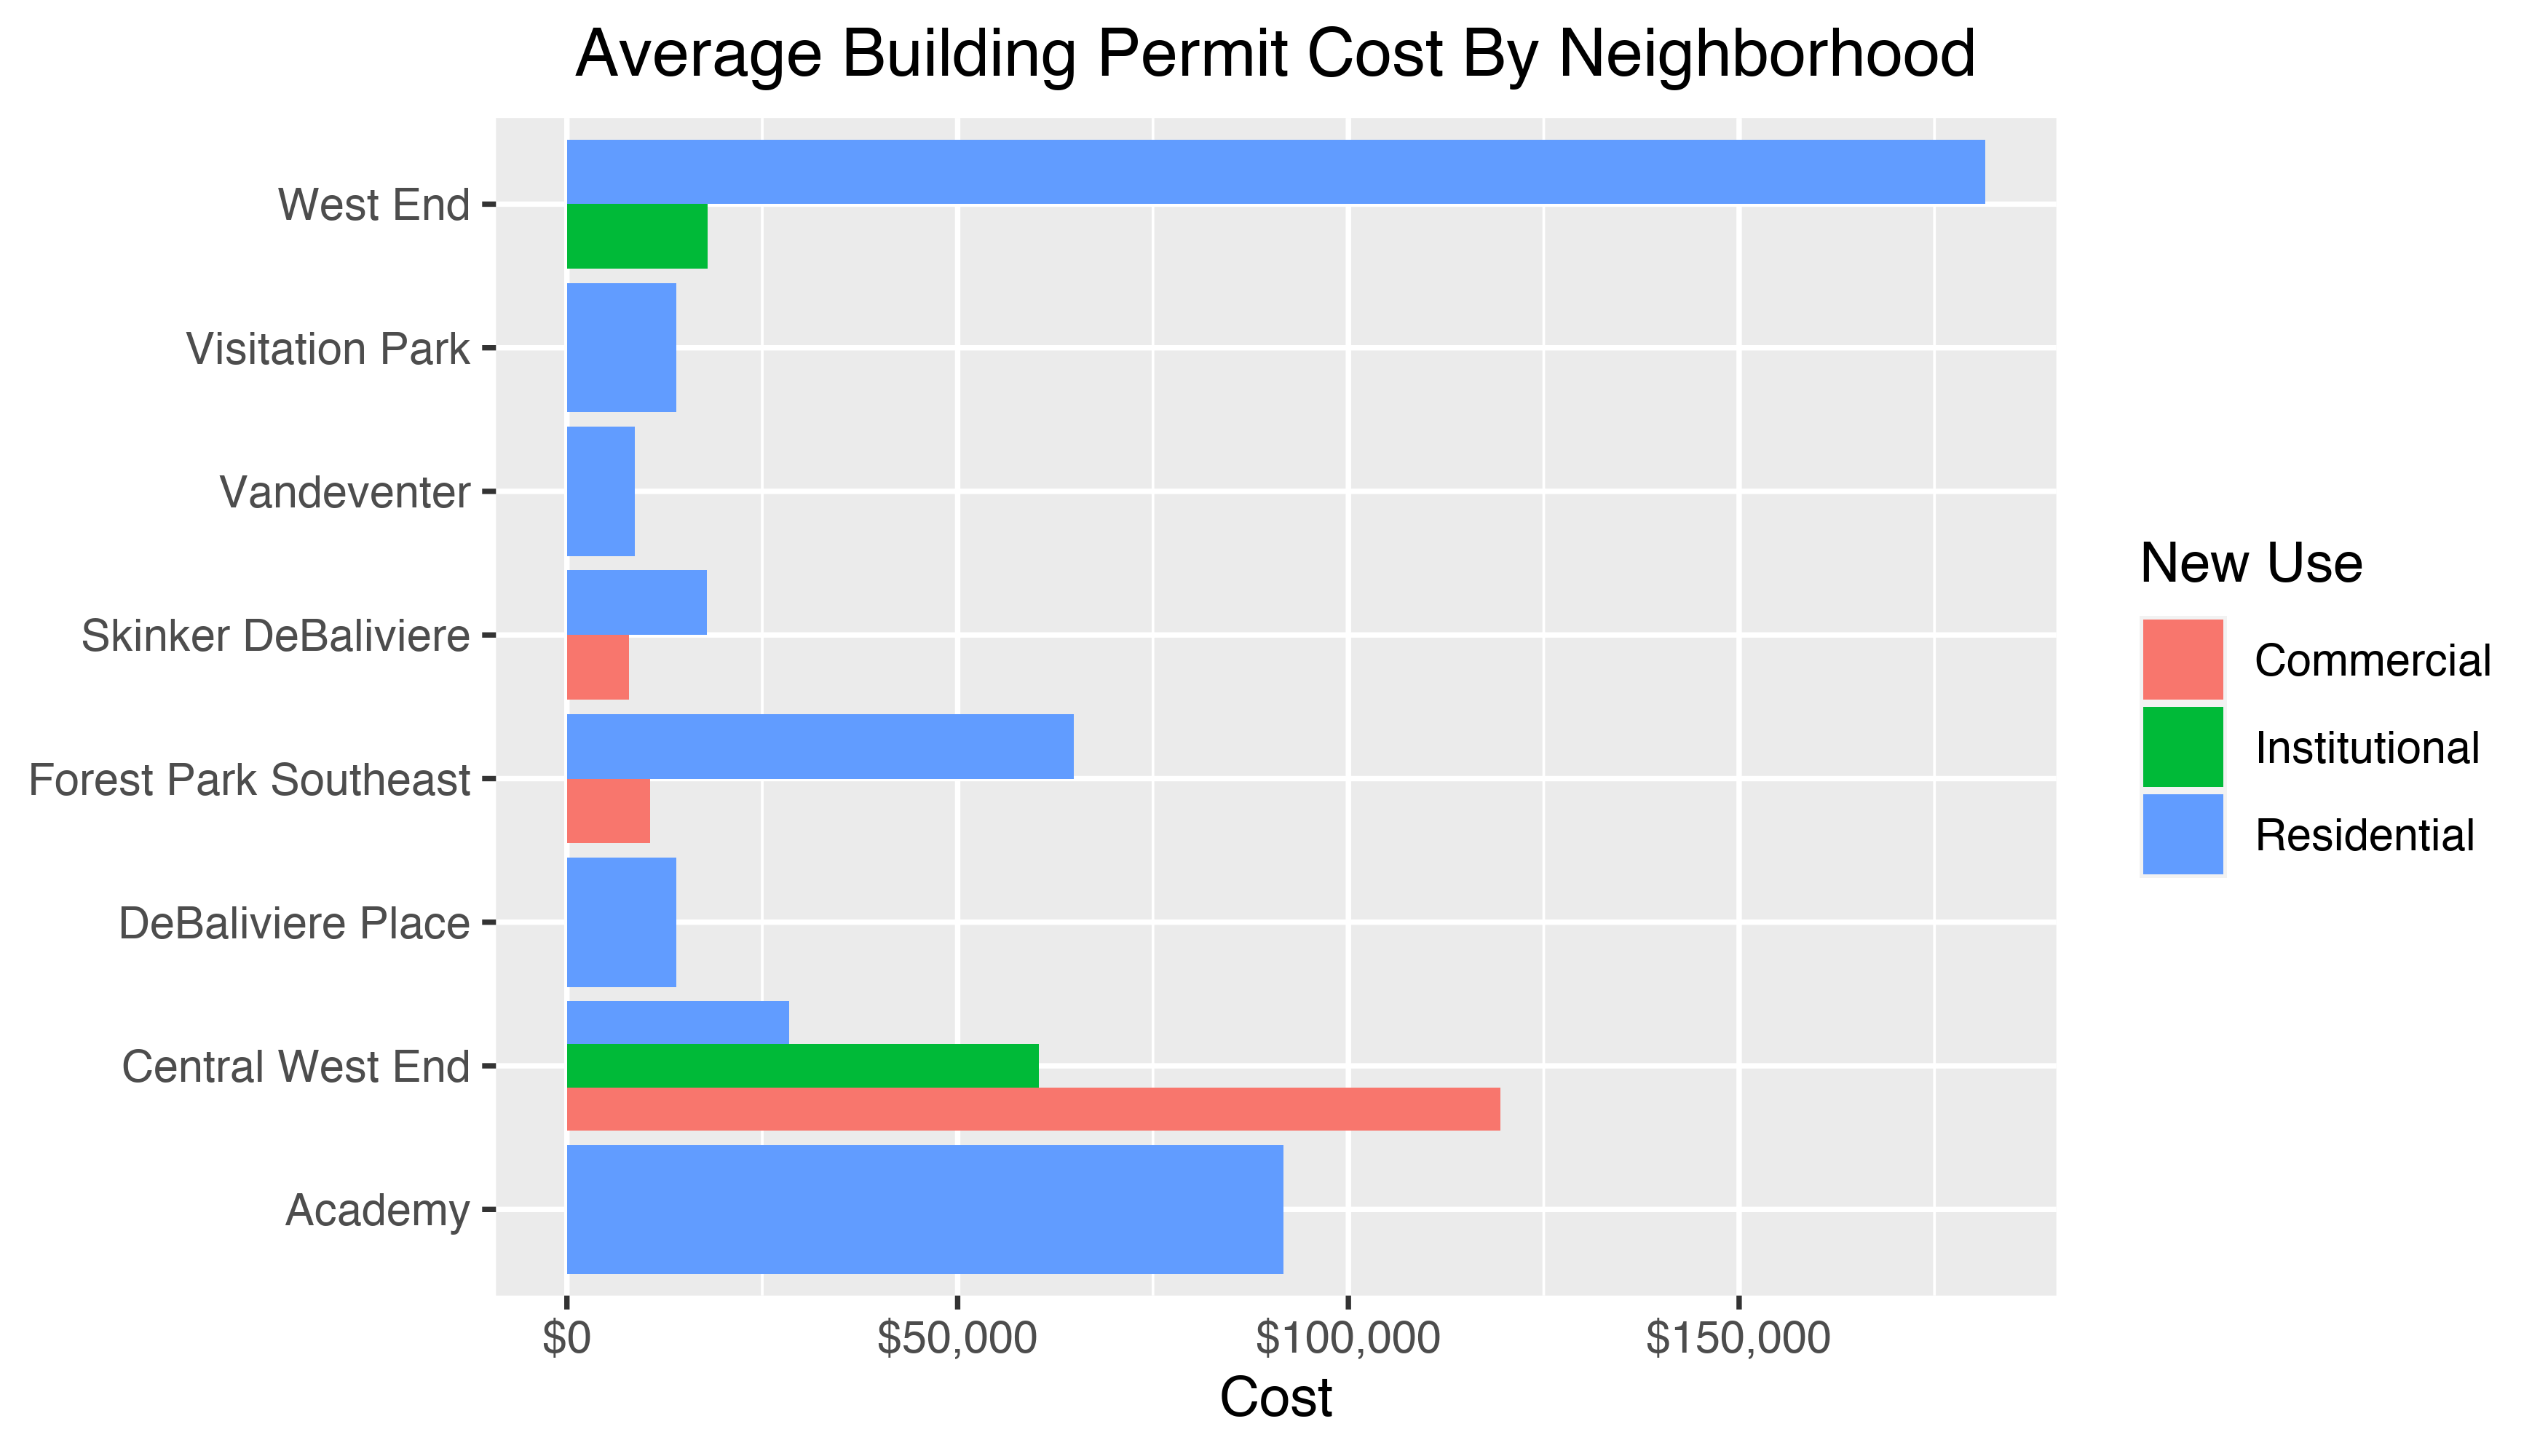 Average Building Permit Cost By Neighborhood
West End
Visitation Park
Vandeventer
Skinker DeBaliviere
Forest Park Southeast
DeBaliviere Place
Central West End
Academy
$0
$50,000
$100,000
$150,000
Cost
New Use
Commercial
Institutional
Residential